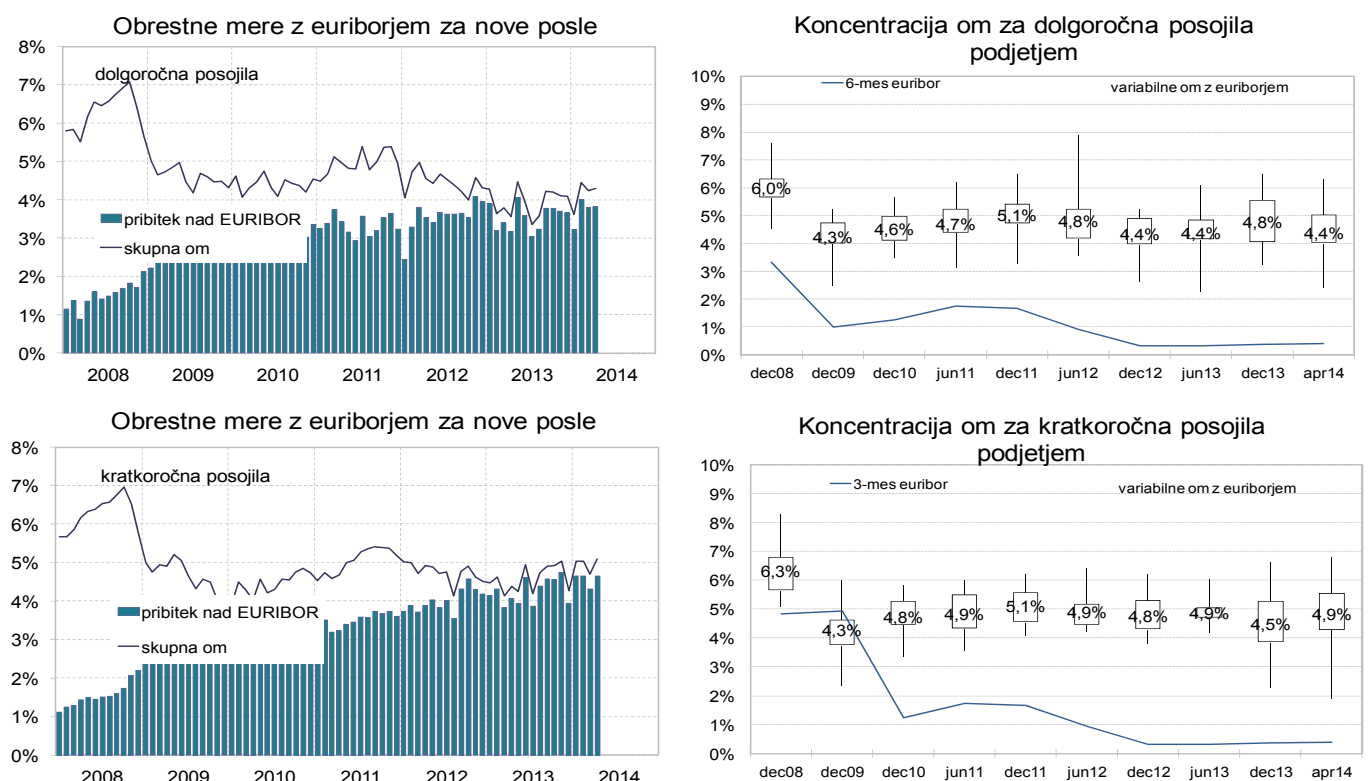 Obrestne mere z euriborjem za nove posle
8%
7%
6%
5%
4%
3%
2%
1%
0%
dolgoročna posojila
pribitek nad EURIBOR
skupna om
2008 2009 2010 2011 2012 2013 2014
Koncentracija om za dolgoročna posojila
podjetjem
10%
9%
8%
7%
6%
5%
4%
3%
2%
1%
0%
6-mes euribor
variabilne om z euriborjem
6,0% 4,3% 4,6% 4,7% 5,1% 4,8% 4,4% 4,4% 4,8% 4,4%
dec08 dec09 dec10 jun11 dec11 jun12 dec12 jun13 dec13 apr14
Obrestne mere z euriborjem za nove posle
8%
7%
6%
5%
4%
3%
2%
1%
0%
kratkoročna posojila
pribitek nad EURIBOR
skupna om
2008 2009 2010 2011 2012 2013 2014
Koncentracija om za kratkoročna posojila
podjetjem
10%
9%
8%
7%
6%
5%
4%
3%
2%
1%
0%
3-mes euribor
variabilne om z euriborjem
6,3% 4,3% 4,8% 4,9% 5,1% 4,9% 4,8% 4,9% 4,5% 4,9%
dec08 dec09 dec10 jun11 dec11 jun12 dec12 jun13 dec13 apr14